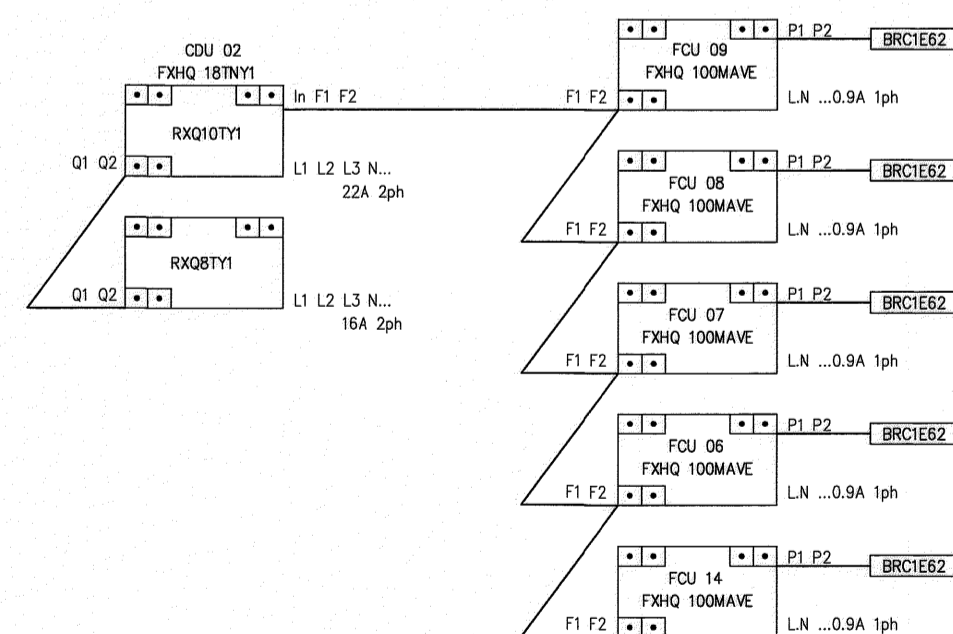 CDU 02
FXHQ 18TNY1
In F1 F2
RXQ10TY1
Q1 Q2
L1 L2 L3 N...
22A 2ph
RXQ8TY1
Q1 Q2
L1 L2 L3 N...
16A 2ph
P1 P2
BRC1E62
FCU 09
FXHQ 100MAVE
F1 F2
L.N ...0.9A 1ph
P1 P2
BRC1E62
FCU 08
FXHQ 100MAVE
F1 F2
L.N ...0.9A 1ph
P1 P2
BRC1E62
FCU 07
FXHQ 100MAVE
F1 F2
L.N ...0.9A 1ph
P1 P2
BRC1E62
FCU 06
FXHQ 100MAVE
F1 F2
L.N ...0.9A 1ph
P1 P2
BRC1E62
FCU 14
FXHQ 100MAVE
F1 F2
L.N ...0.9A 1ph